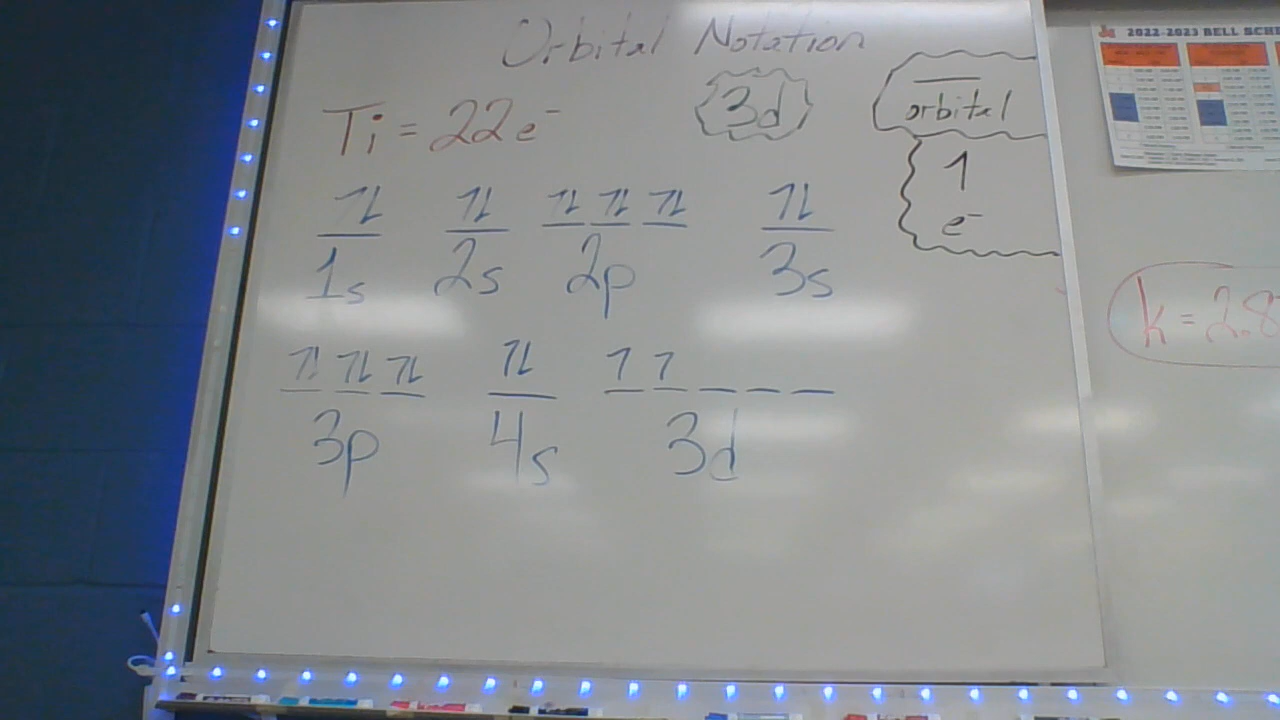 Orbital Notation
Ti = 22e⁻
3d
orbital
1
e⁻
1s 2s 2p 3s
3p 4s 3d
k = 2.8
2022-2023 BELL SCHE